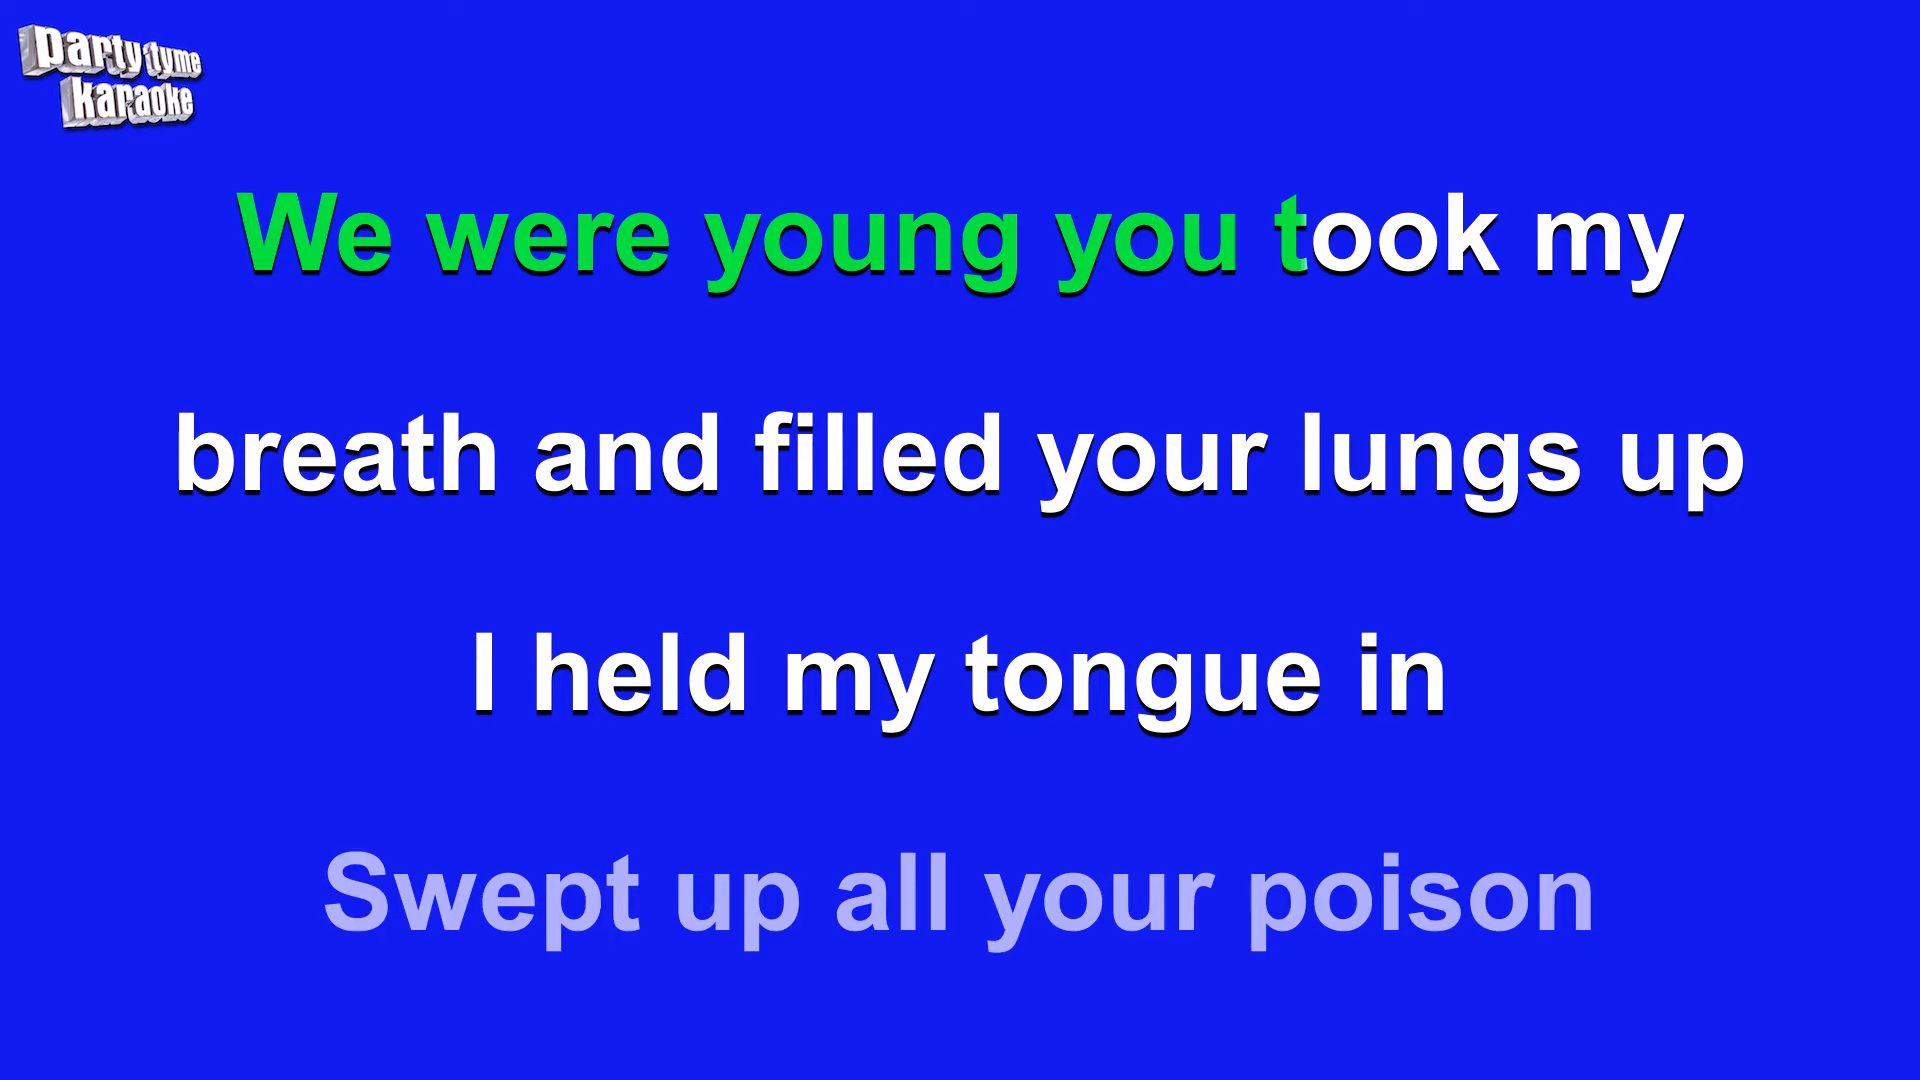 party tyme
karaoke
We were young you took my
breath and filled your lungs up
I held my tongue in
Swept up all your poison